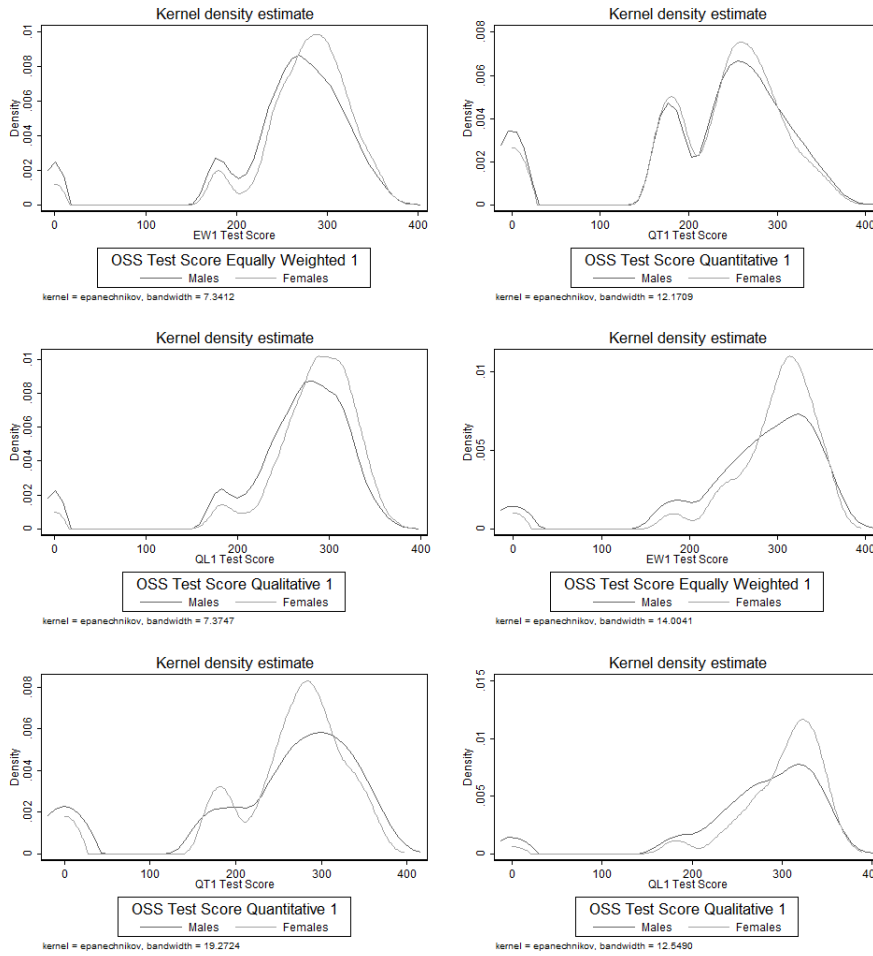 Kernel density estimate
Density
0 .002 .004 .006 .008 .01
0 100 200 300 400
EW1 Test Score
OSS Test Score Equally Weighted 1
Males Females
kernel = epanechnikov, bandwidth = 7.3412
Kernel density estimate
Density
0 .002 .004 .006 .008
0 100 200 300 400
QT1 Test Score
OSS Test Score Quantitative 1
Males Females
kernel = epanechnikov, bandwidth = 12.1709
Kernel density estimate
Density
0 .002 .004 .006 .008 .01
0 100 200 300 400
QL1 Test Score
OSS Test Score Qualitative 1
Males Females
kernel = epanechnikov, bandwidth = 7.3747
Kernel density estimate
Density
0 .005 .01
0 100 200 300 400
EW1 Test Score
OSS Test Score Equally Weighted 1
Males Females
kernel = epanechnikov, bandwidth = 14.0041
Kernel density estimate
Density
0 .002 .004 .006 .008
0 100 200 300 400
QT1 Test Score
OSS Test Score Quantitative 1
Males Females
kernel = epanechnikov, bandwidth = 19.2724
Kernel density estimate
Density
0 .005 .01 .015
0 100 200 300 400
QL1 Test Score
OSS Test Score Qualitative 1
Males Females
kernel = epanechnikov, bandwidth = 12.5490